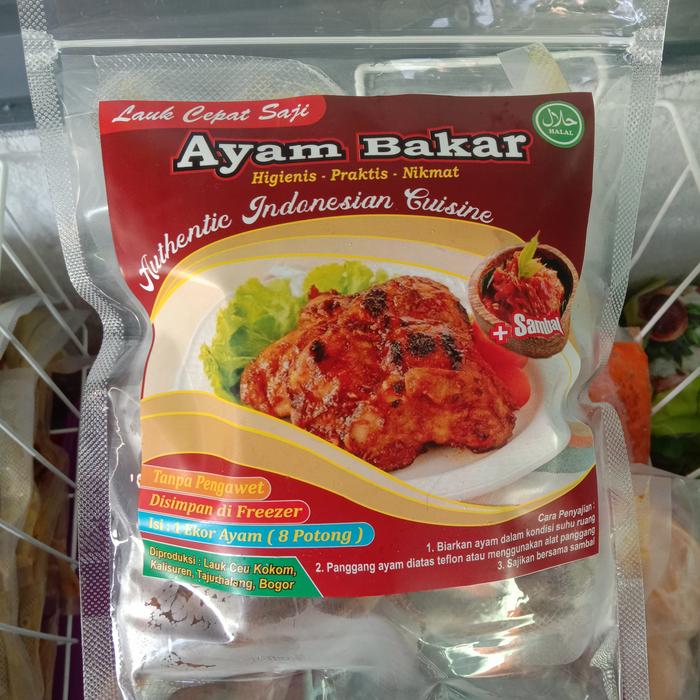 Lauk Cepat Saji
حلال
HALAL
Ayam Bakar
Higienis - Praktis - Nikmat
Authentic Indonesian Cuisine
+ Sambal
Tanpa Pengawet
Disimpan di Freezer
Isi : 1 Ekor Ayam ( 8 Potong )
Diproduksi : Lauk Ceu Kokom,
Kalisuren, Tajurhalang, Bogor
Cara Penyajian :
1. Biarkan ayam dalam kondisi suhu ruang
2. Panggang ayam diatas teflon atau menggunakan alat panggang
3. Sajikan bersama sambal